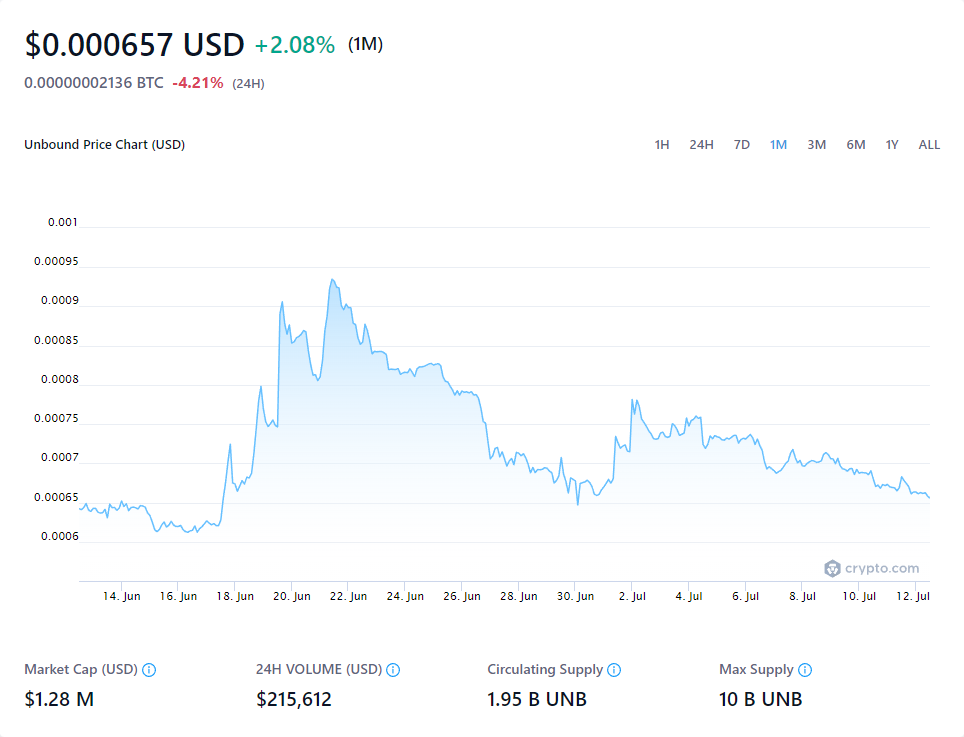 $0.000657 USD +2.08% (1M)
0.00000002136 BTC -4.21% (24H)
Unbound Price Chart (USD)
1H 24H 7D 1M 3M 6M 1Y ALL
0.001
0.00095
0.0009
0.00085
0.0008
0.00075
0.0007
0.00065
0.0006
crypto.com
14. Jun 16. Jun 18. Jun 20. Jun 22. Jun 24. Jun 26. Jun 28. Jun 30. Jun 2. Jul 4. Jul 6. Jul 8. Jul 10. Jul 12. Jul
Market Cap (USD) 24H VOLUME (USD) Circulating Supply Max Supply
$1.28 M $215,612 1.95 B UNB 10 B UNB